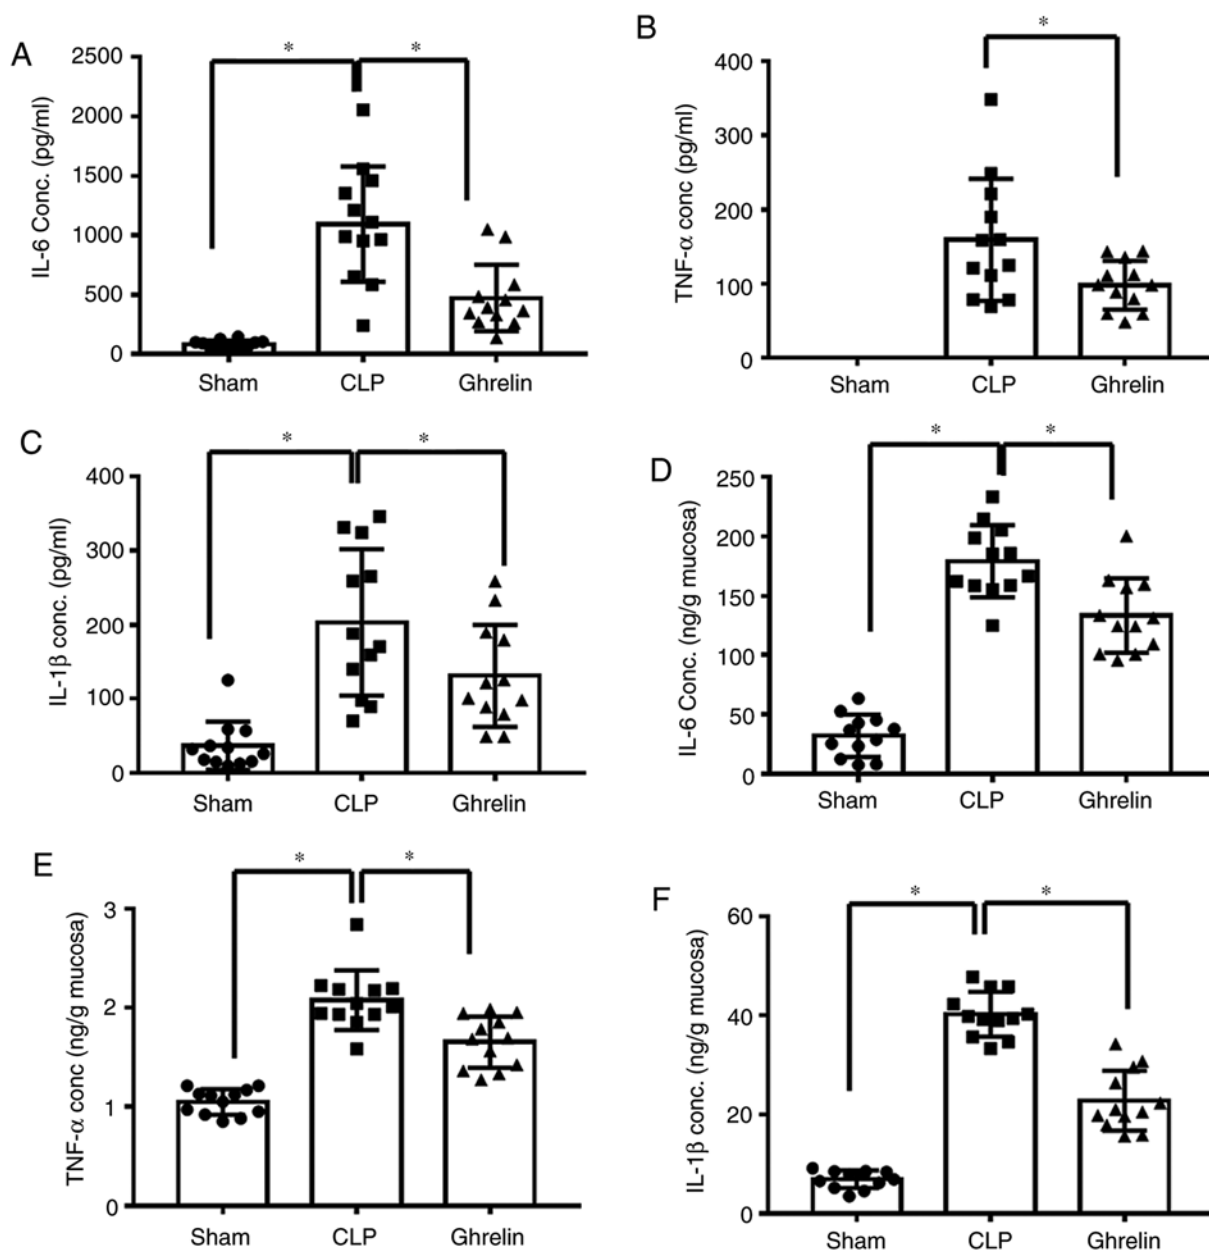 A
* *
IL-6 Conc. (pg/ml)
2500
2000
1500
1000
500
0
Sham CLP Ghrelin
B
*
TNF-α conc (pg/ml)
400
300
200
100
0
Sham CLP Ghrelin
C
* *
IL-1β conc. (pg/ml)
400
300
200
100
0
Sham CLP Ghrelin
D
* *
IL-6 Conc. (ng/g mucosa)
250
200
150
100
50
0
Sham CLP Ghrelin
E
* *
TNF-α conc (ng/g mucosa)
3
2
1
0
Sham CLP Ghrelin
F
* *
IL-1β conc. (ng/g mucosa)
60
40
20
0
Sham CLP Ghrelin